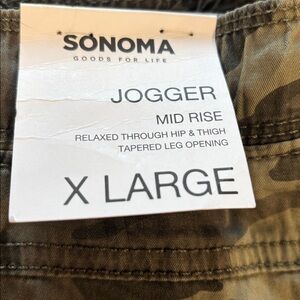 SONOMA
GOODS FOR LIFE
JOGGER
MID RISE
RELAXED THROUGH HIP & THIGH
TAPERED LEG OPENING
X LARGE